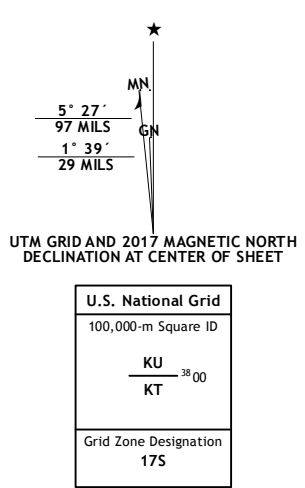 ★
MN
5° 27´
97 MILS
GN
1° 39´
29 MILS
UTM GRID AND 2017 MAGNETIC NORTH
DECLINATION AT CENTER OF SHEET
U.S. National Grid
100,000-m Square ID
KU
3800
KT
Grid Zone Designation
17S